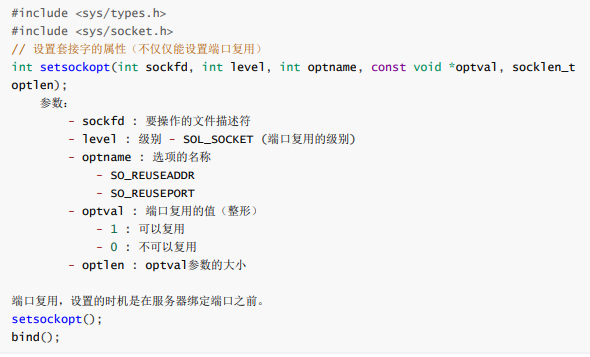 #include <sys/types.h>
#include <sys/socket.h>
// 设置套接字的属性（不仅仅能设置端口复用）
int setsockopt(int sockfd, int level, int optname, const void *optval, socklen_t
optlen);
参数：
- sockfd : 要操作的文件描述符
- level : 级别 - SOL_SOCKET (端口复用的级别)
- optname : 选项的名称
- SO_REUSEADDR
- SO_REUSEPORT
- optval : 端口复用的值（整形）
- 1 : 可以复用
- 0 : 不可以复用
- optlen : optval参数的大小
端口复用，设置的时机是在服务器绑定端口之前。
setsockopt();
bind();